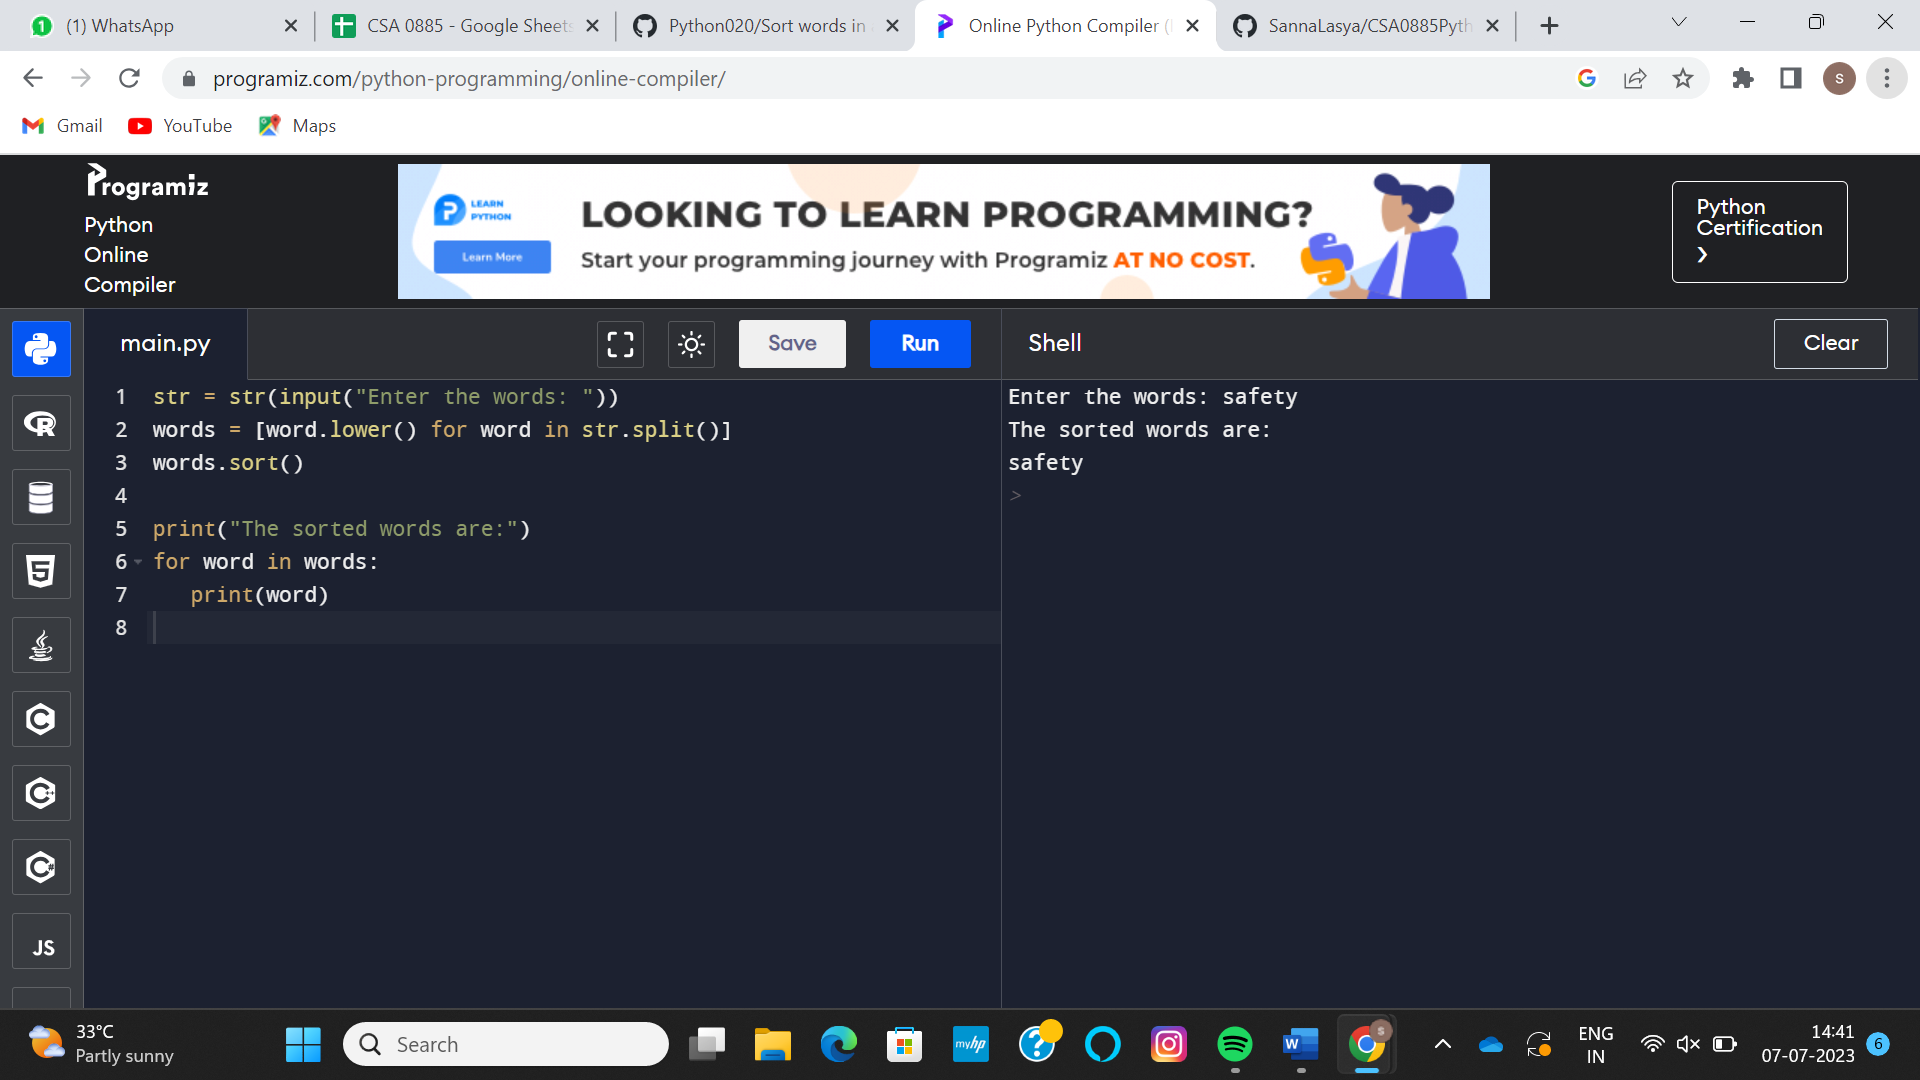 (1) WhatsApp
CSA 0885 - Google Sheets
Python020/Sort words in
Online Python Compiler (
SannaLasya/CSA0885Pyth
programiz.com/python-programming/online-compiler/
S
Gmail
YouTube
Maps
Programiz
Python
Online
Compiler
LEARN
PYTHON
Learn More
LOOKING TO LEARN PROGRAMMING?
Start your programming journey with Programiz AT NO COST.
Python
Certification
main.py
Save
Run
Shell
Clear
1 str = str(input("Enter the words: "))
2 words = [word.lower() for word in str.split()]
3 words.sort()
4
5 print("The sorted words are:")
6 for word in words:
7    print(word)
8
Enter the words: safety
The sorted words are:
safety
>
R
5
C
C++
C#
JS
33°C
Partly sunny
Search
myhp
W
S
ENG
IN
14:41
07-07-2023
6